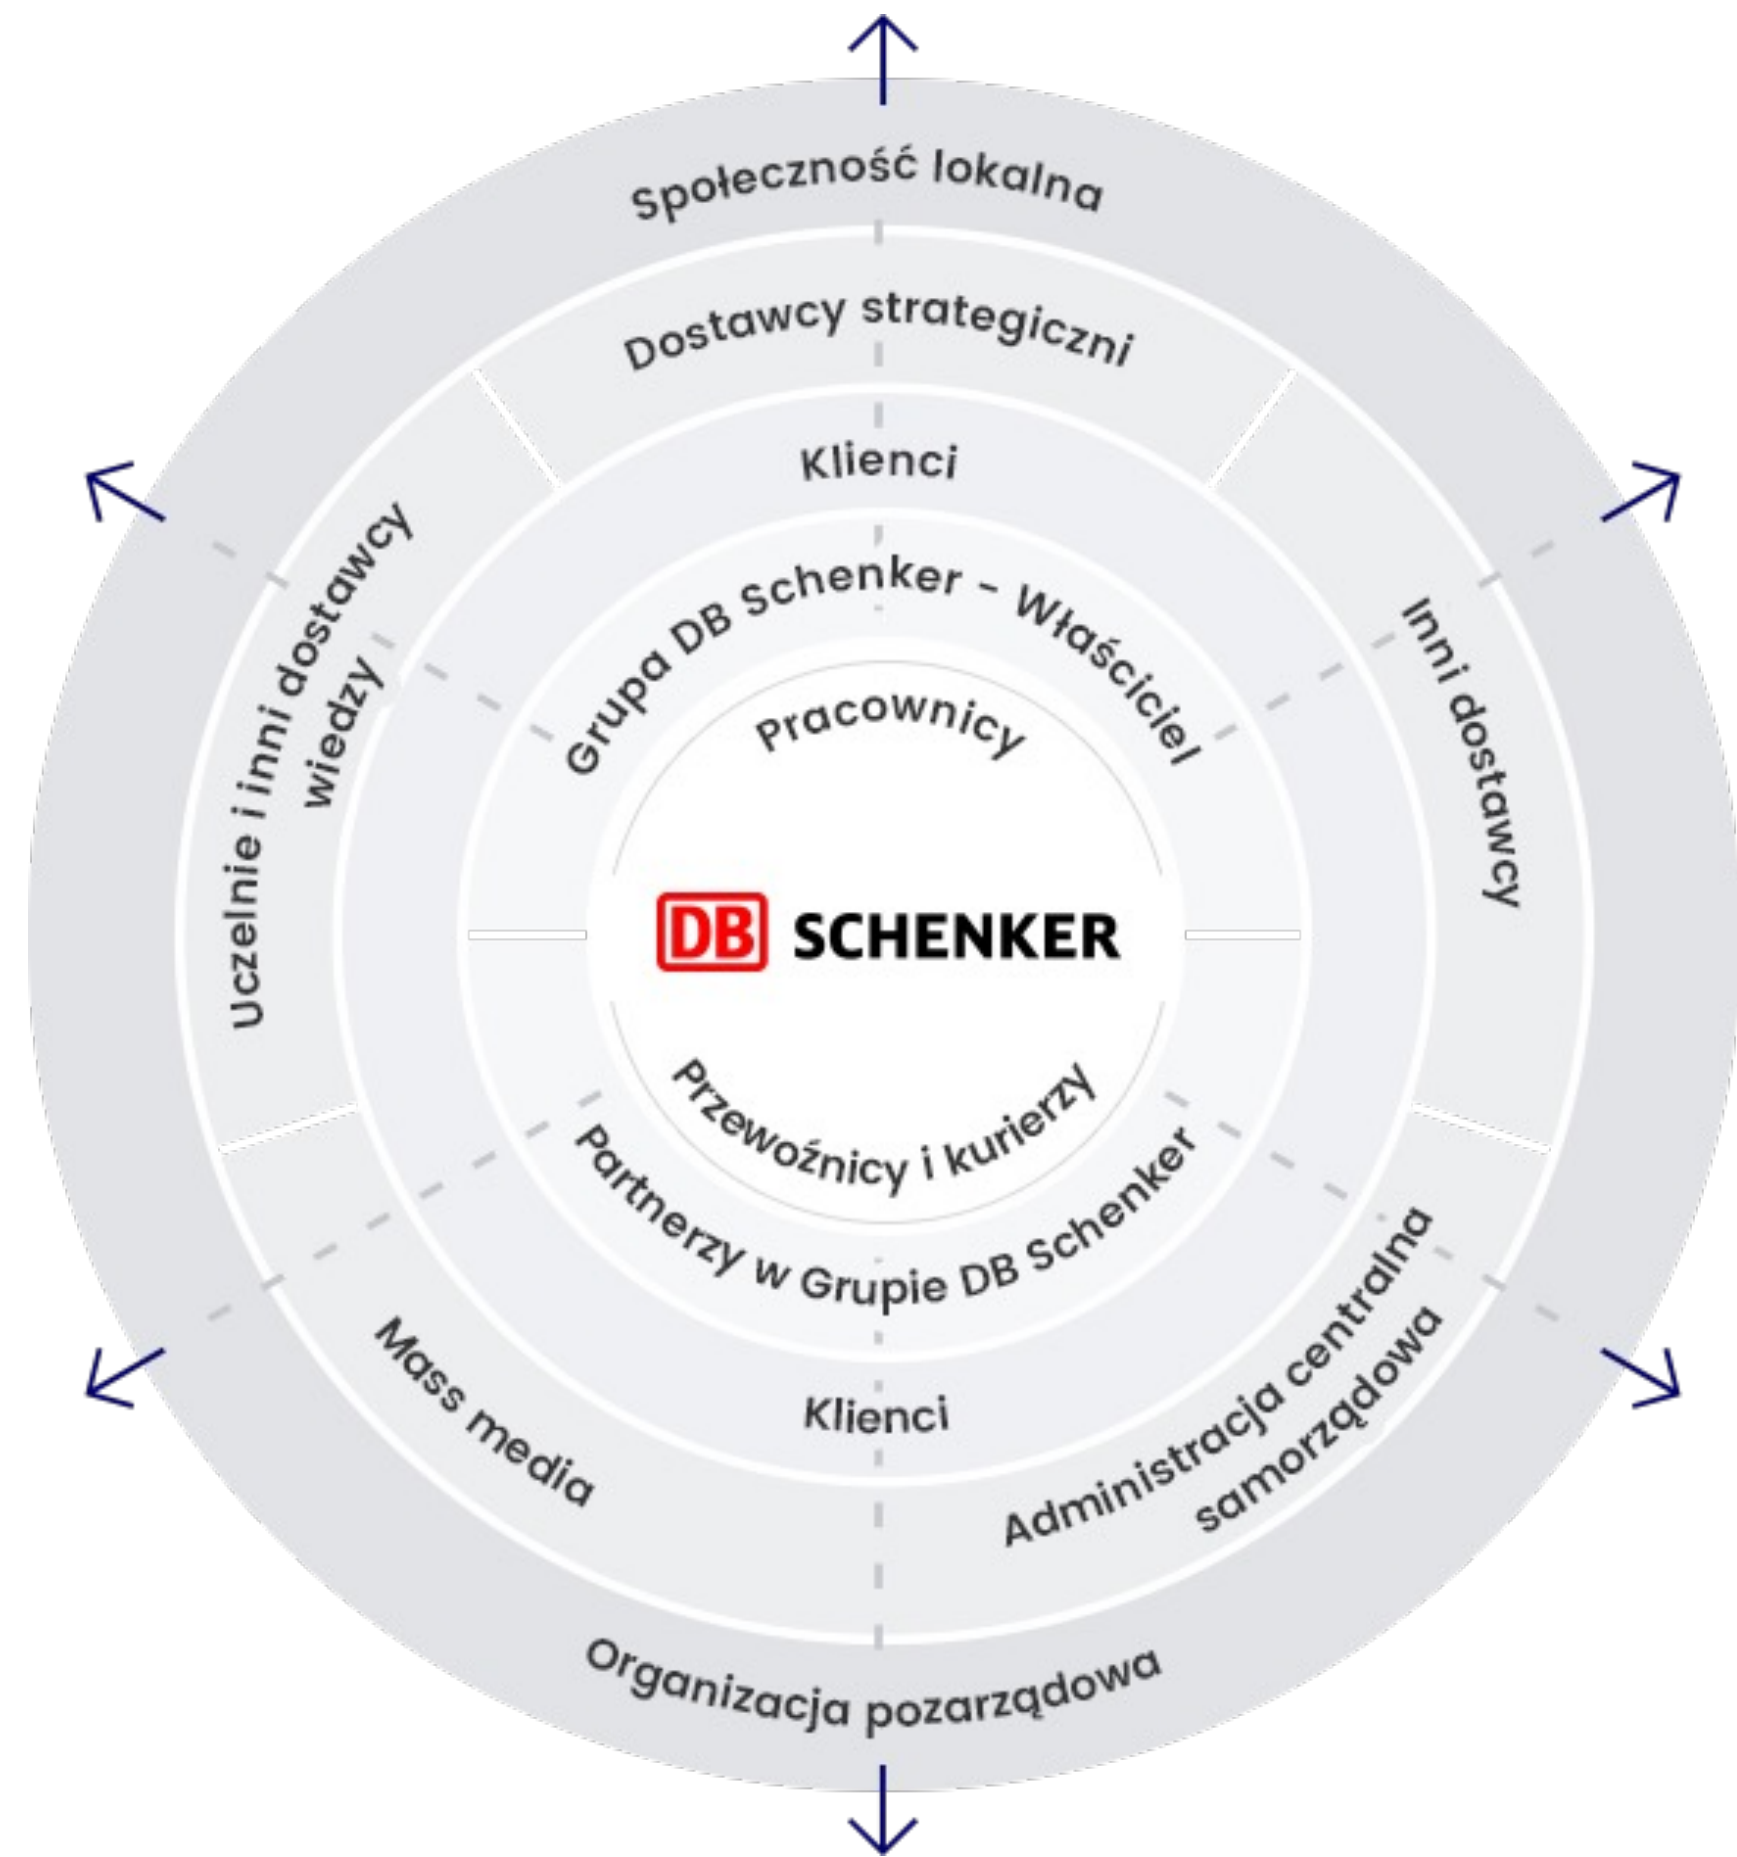 Społeczność lokalna
Dostawcy strategiczni
Klienci
Grupa DB Schenker - Właściciel
Pracownicy
uczelnie i inni dostawcy
wiedzy
Inni dostawcy
DB SCHENKER
Przewoźnicy i kurierzy
Partnerzy w Grupie DB Schenker
Klienci
Mass media
Administracja centralna
samorządowa
Organizacja pozarządowa